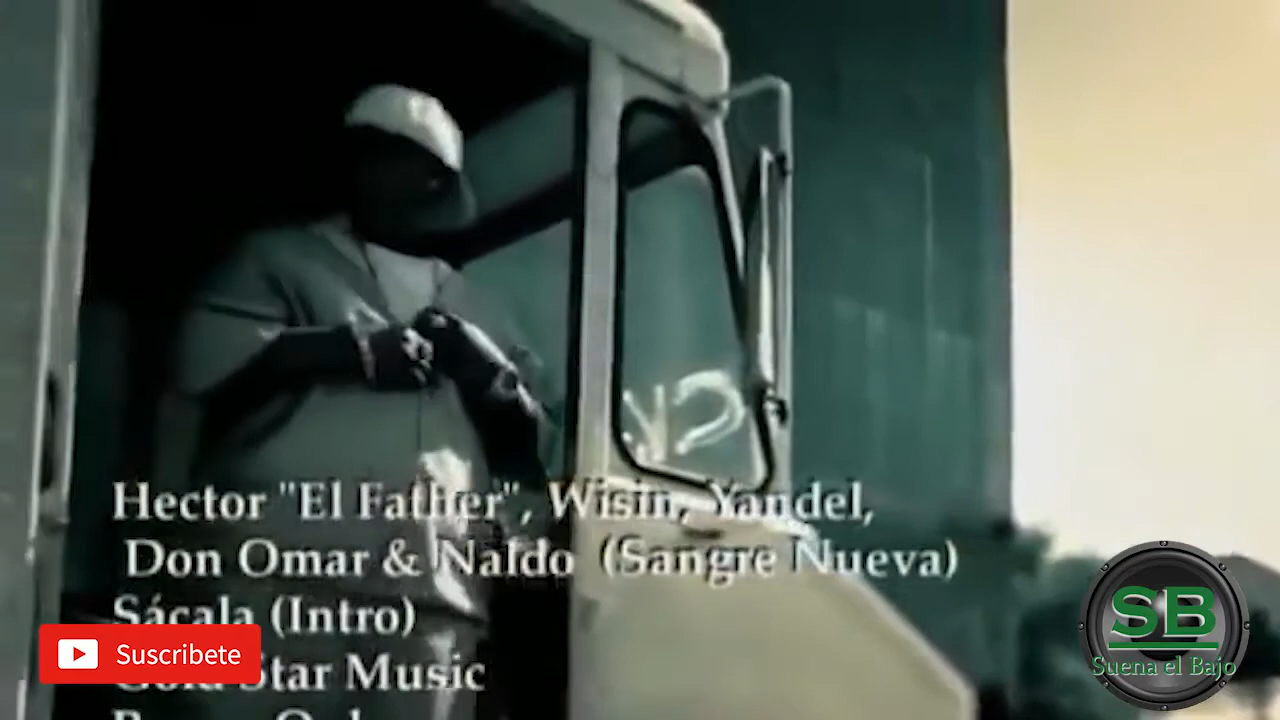 Hector "El Father", Wisin, Yandel,
Don Omar & Naldo (Sangre Nueva)
Sácala (Intro)
Suscribete
Gold Star Music
SB
Suena el Bajo